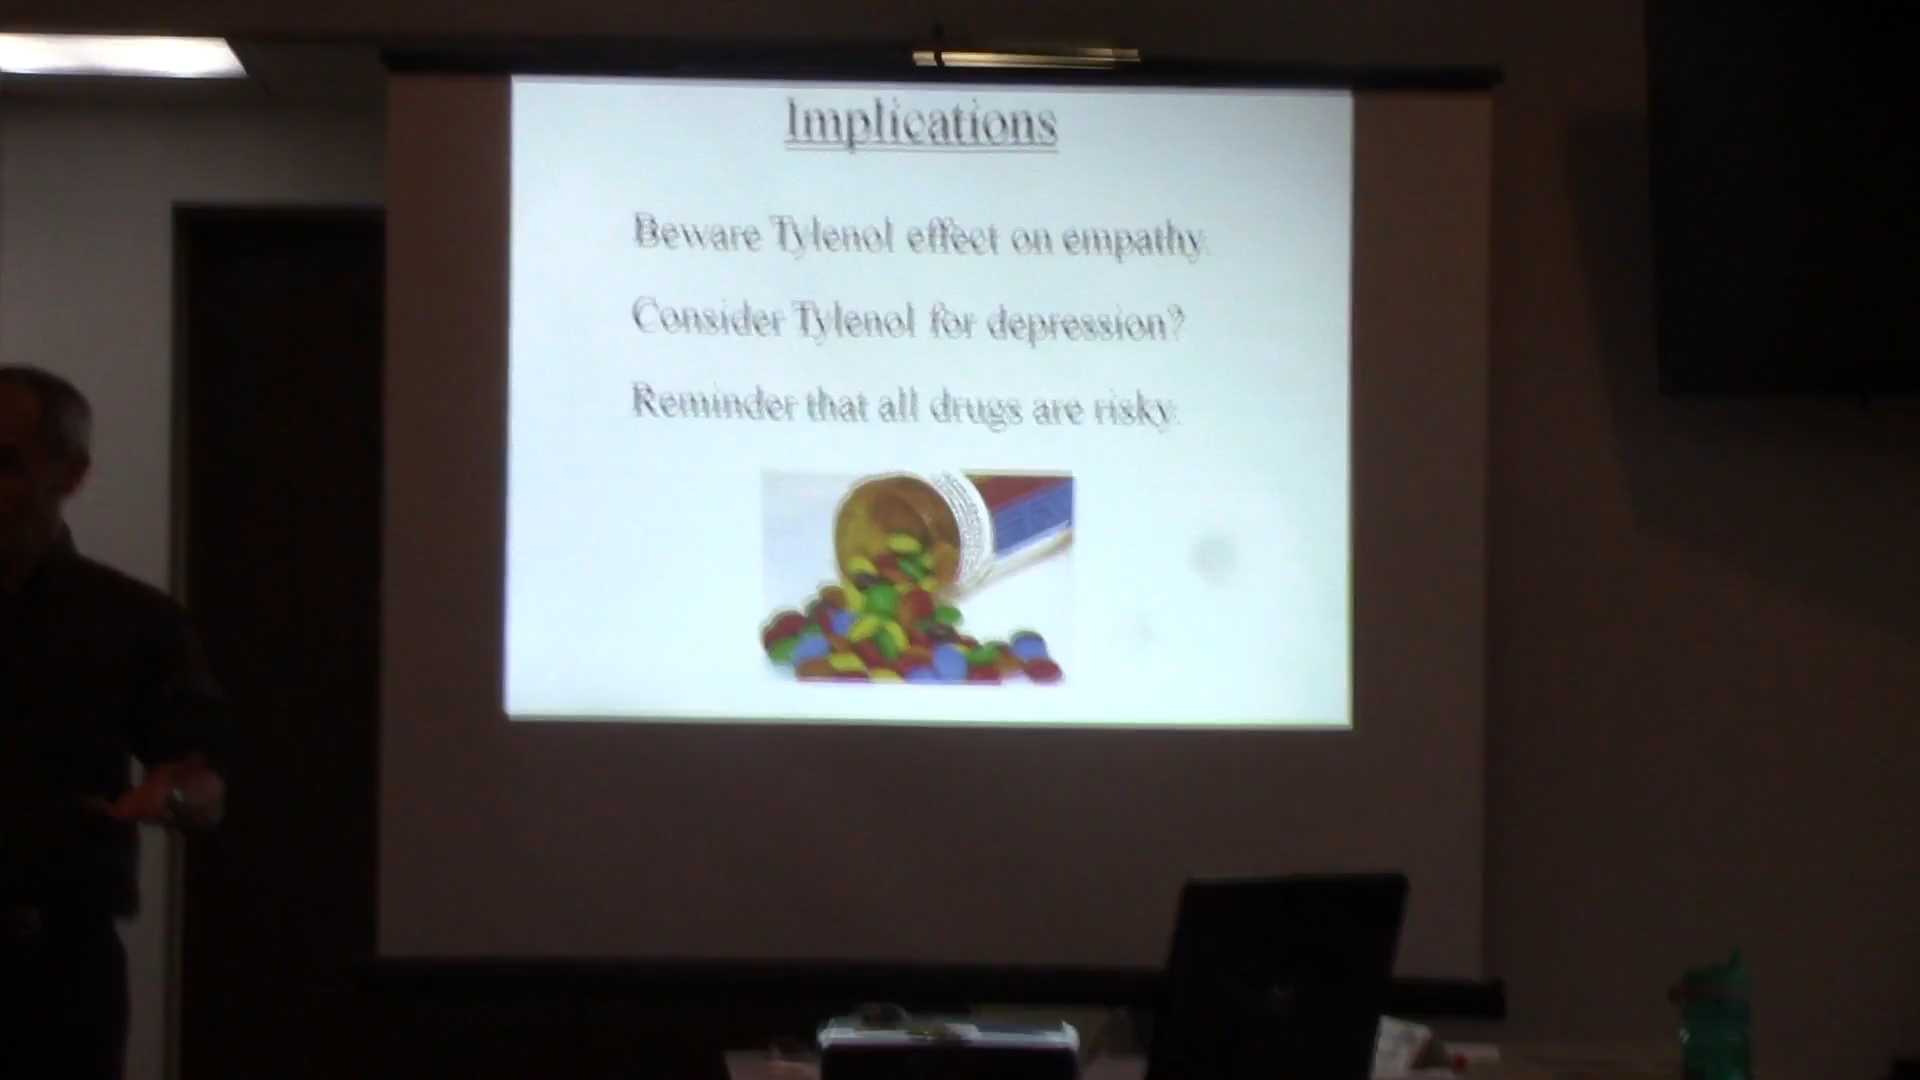 Implications
Beware Tylenol effect on empathy.
Consider Tylenol for depression?
Reminder that all drugs are risky.